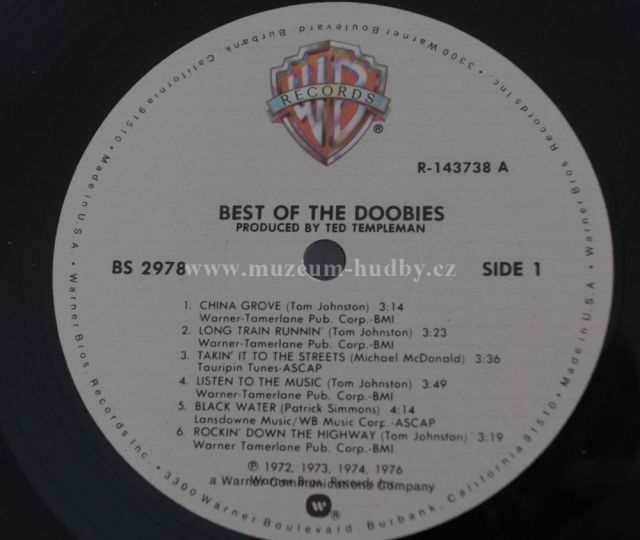 WB
RECORDS
®
R-143738 A
BEST OF THE DOOBIES
PRODUCED BY TED TEMPLEMAN
BS 2978
www.muzeum-hudby.cz
SIDE 1
1. CHINA GROVE (Tom Johnston) 3:14
Warner-Tamerlane Pub. Corp.-BMI
2. LONG TRAIN RUNNIN' (Tom Johnston) 3:23
Warner-Tamerlane Pub. Corp.-BMI
3. TAKIN' IT TO THE STREETS (Michael McDonald) 3:36
Tauripin Tunes-ASCAP
4. LISTEN TO THE MUSIC (Tom Johnston) 3:49
Warner-Tamerlane Pub. Corp.-BMI
5. BLACK WATER (Patrick Simmons) 4:14
Lansdowne Music/WB Music Corp.-ASCAP
6. ROCKIN' DOWN THE HIGHWAY (Tom Johnston) 3:19
Warner Tamerlane Pub. Corp.-BMI
℗ 1972, 1973, 1974, 1976
Warner Bros. Records Inc.
a Warner Communications Company
W ®
Warner Bros. Records Inc. • 3300 Warner Boulevard, Burbank, California 91510 • Made in U.S.A. • Warner Bros. Records Inc. • 3300 Warner Boulevard, Burbank, California 91510 • Made in U.S.A. •